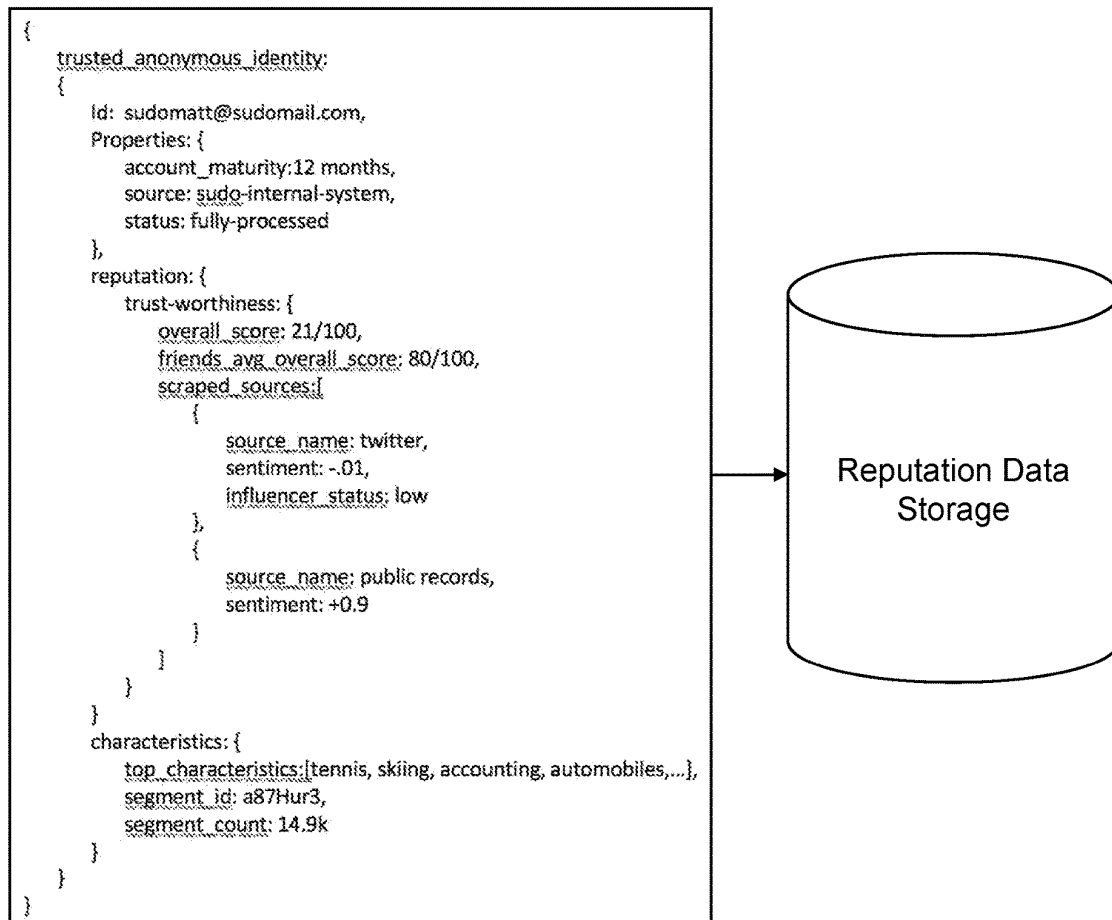 {
trusted_anonymous_identity:
{
Id: sudomatt@sudomail.com,
Properties: {
account_maturity:12 months,
source: sudo-internal-system,
status: fully-processed
},
reputation: {
trust-worthiness: {
overall_score: 21/100,
friends_avg_overall_score: 80/100,
scraped_sources:[
{
source_name: twitter,
sentiment: -.01,
influencer_status: low
},
{
source_name: public records,
sentiment: +0.9
}
]
}
}
characteristics: {
top_characteristics:[tennis, skiing, accounting, automobiles,...],
segment_id: a87Hur3,
segment_count: 14.9k
}
}
}
Reputation Data
Storage